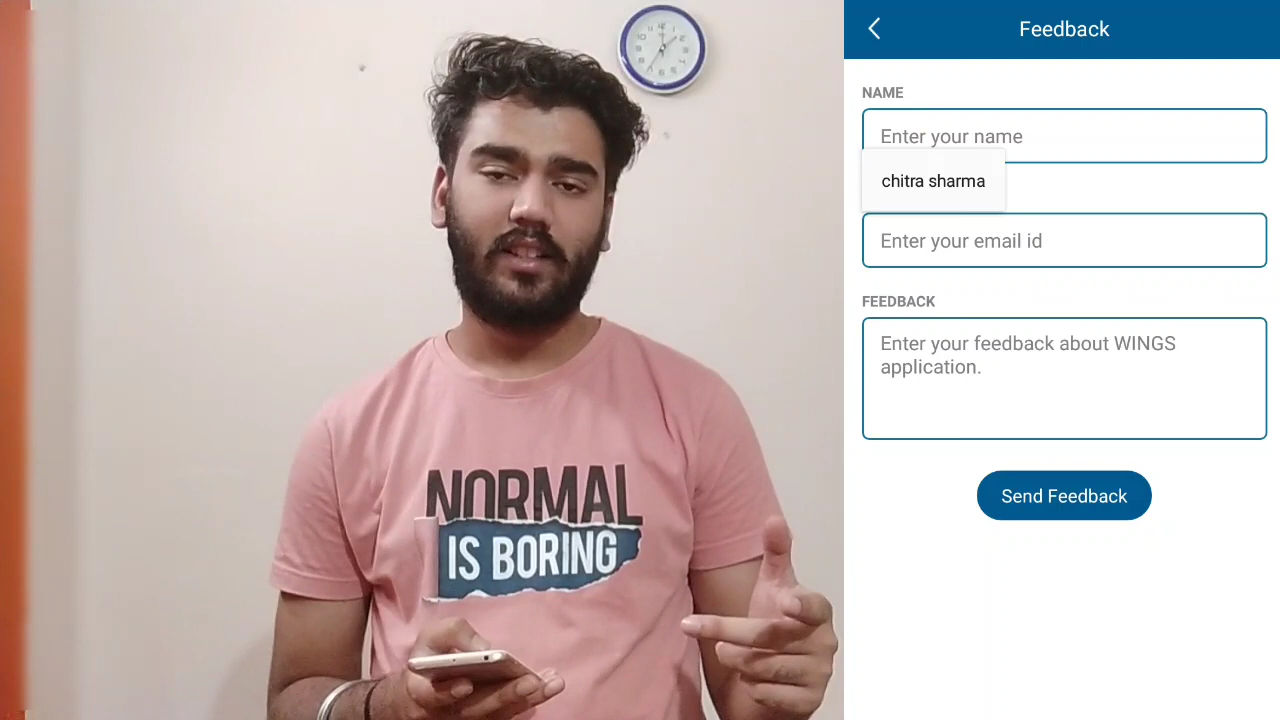 NORMAL
IS BORING
Feedback
NAME
Enter your name
chitra sharma
Enter your email id
FEEDBACK
Enter your feedback about WINGS
application.
Send Feedback